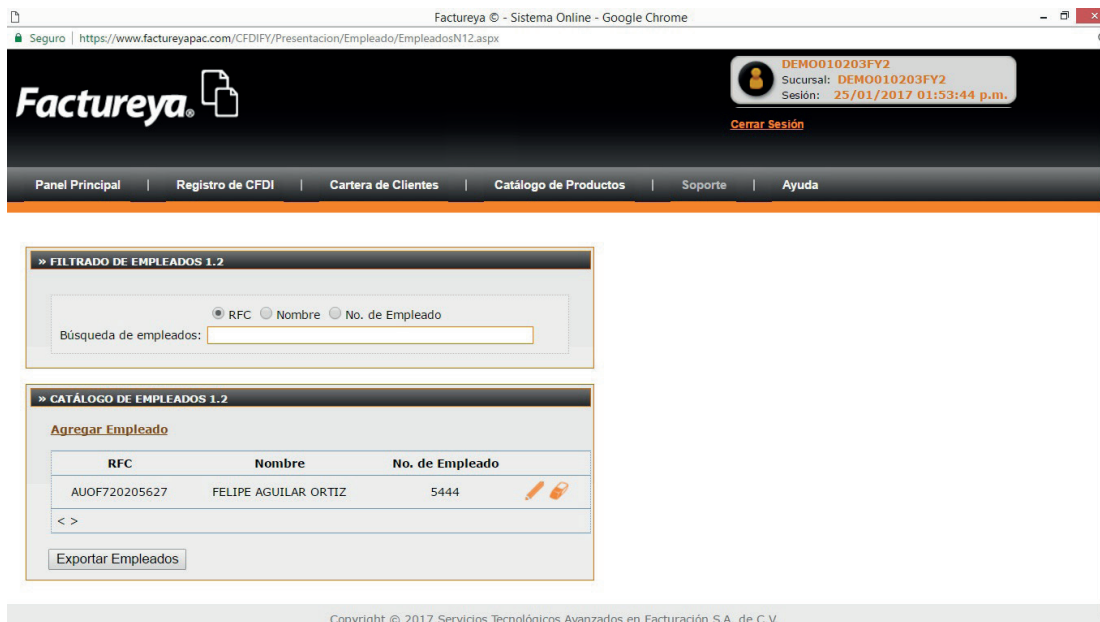 Factureya © - Sistema Online - Google Chrome
Seguro | https://www.factureyapac.com/CFDIFY/Presentacion/Empleado/EmpleadosN12.aspx
Factureya®
DEMO010203FY2
Sucursal: DEMO010203FY2
Sesión: 25/01/2017 01:53:44 p.m.
Cerrar Sesión
Panel Principal | Registro de CFDI | Cartera de Clientes | Catálogo de Productos | Soporte | Ayuda
» FILTRADO DE EMPLEADOS 1.2
RFC Nombre No. de Empleado
Búsqueda de empleados:
» CATÁLOGO DE EMPLEADOS 1.2
Agregar Empleado
RFC Nombre No. de Empleado
AUOF720205627 FELIPE AGUILAR ORTIZ 5444
< >
Exportar Empleados
Copyright © 2017 Servicios Tecnológicos Avanzados en Facturación S.A. de C.V.